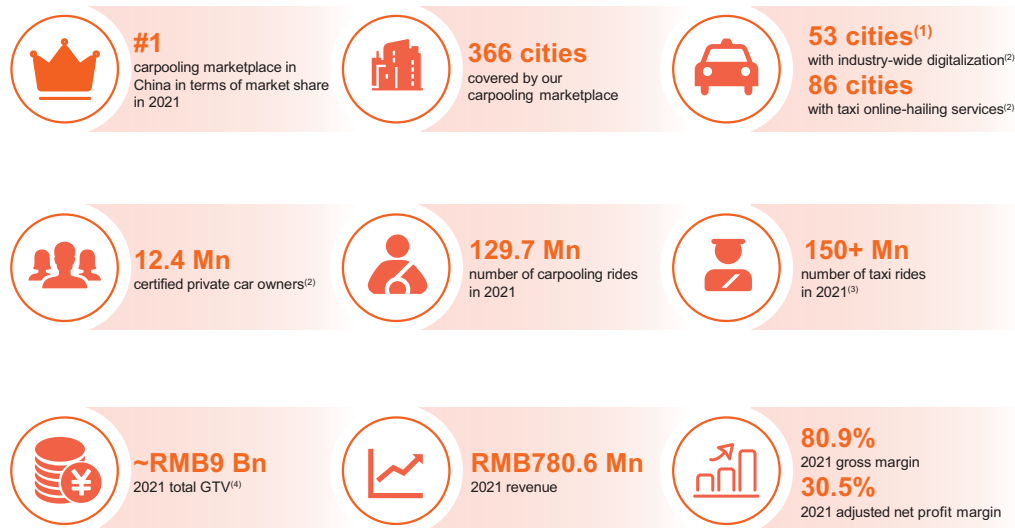 #1
carpooling marketplace in
China in terms of market share
in 2021
366 cities
covered by our
carpooling marketplace
53 cities(1)
with industry-wide digitalization(2)
86 cities
with taxi online-hailing services(2)
12.4 Mn
certified private car owners(2)
129.7 Mn
number of carpooling rides
in 2021
150+ Mn
number of taxi rides
in 2021(3)
¥
~RMB9 Bn
2021 total GTV(4)
RMB780.6 Mn
2021 revenue
80.9%
2021 gross margin
30.5%
2021 adjusted net profit margin